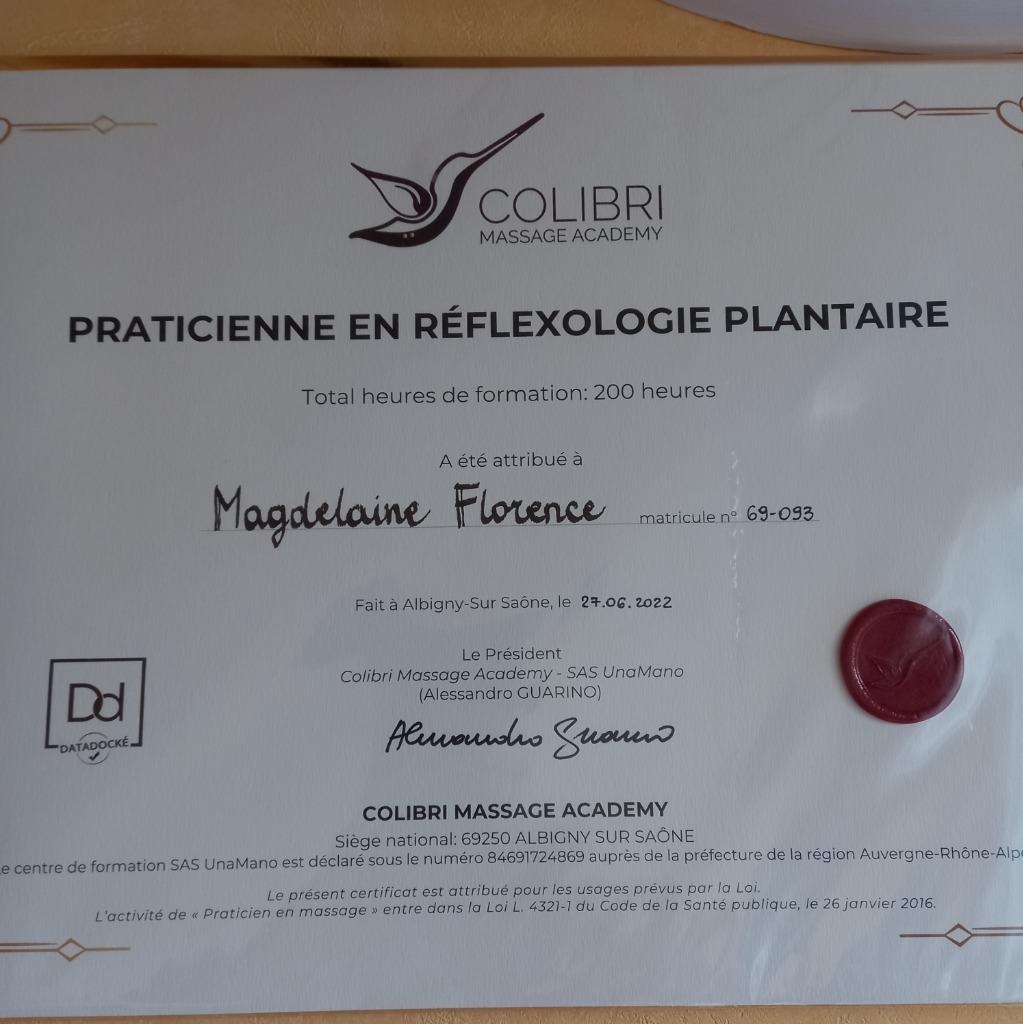 COLIBRI
MASSAGE ACADEMY
PRATICIENNE EN RÉFLEXOLOGIE PLANTAIRE
Total heures de formation: 200 heures
A été attribué à
Magdelaine Florence matricule n° 69-093
Fait à Albigny-Sur Saône, le 27.06.2022
Le Président
Colibri Massage Academy - SAS UnaMano
(Alessandro GUARINO)
Alessandro Guarino
Dd
DATADOCKÉ
COLIBRI MASSAGE ACADEMY
Siège national: 69250 ALBIGNY SUR SAÔNE
e centre de formation SAS UnaMano est déclaré sous le numéro 84691724869 auprès de la préfecture de la région Auvergne-Rhône-Alp
Le présent certificat est attribué pour les usages prévus par la Loi.
L'activité de « Praticien en massage » entre dans la Loi L. 4321-1 du Code de la Santé publique, le 26 janvier 2016.